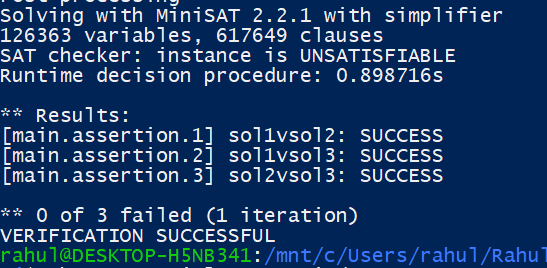 Solving with MiniSAT 2.2.1 with simplifier
126363 variables, 617649 clauses
SAT checker: instance is UNSATISFIABLE
Runtime decision procedure: 0.898716s
** Results:
[main.assertion.1] sol1vsol2: SUCCESS
[main.assertion.2] sol1vsol3: SUCCESS
[main.assertion.3] sol2vsol3: SUCCESS
** 0 of 3 failed (1 iteration)
VERIFICATION SUCCESSFUL
rahul@DESKTOP-H5NB341:/mnt/c/Users/rahul/Rahul